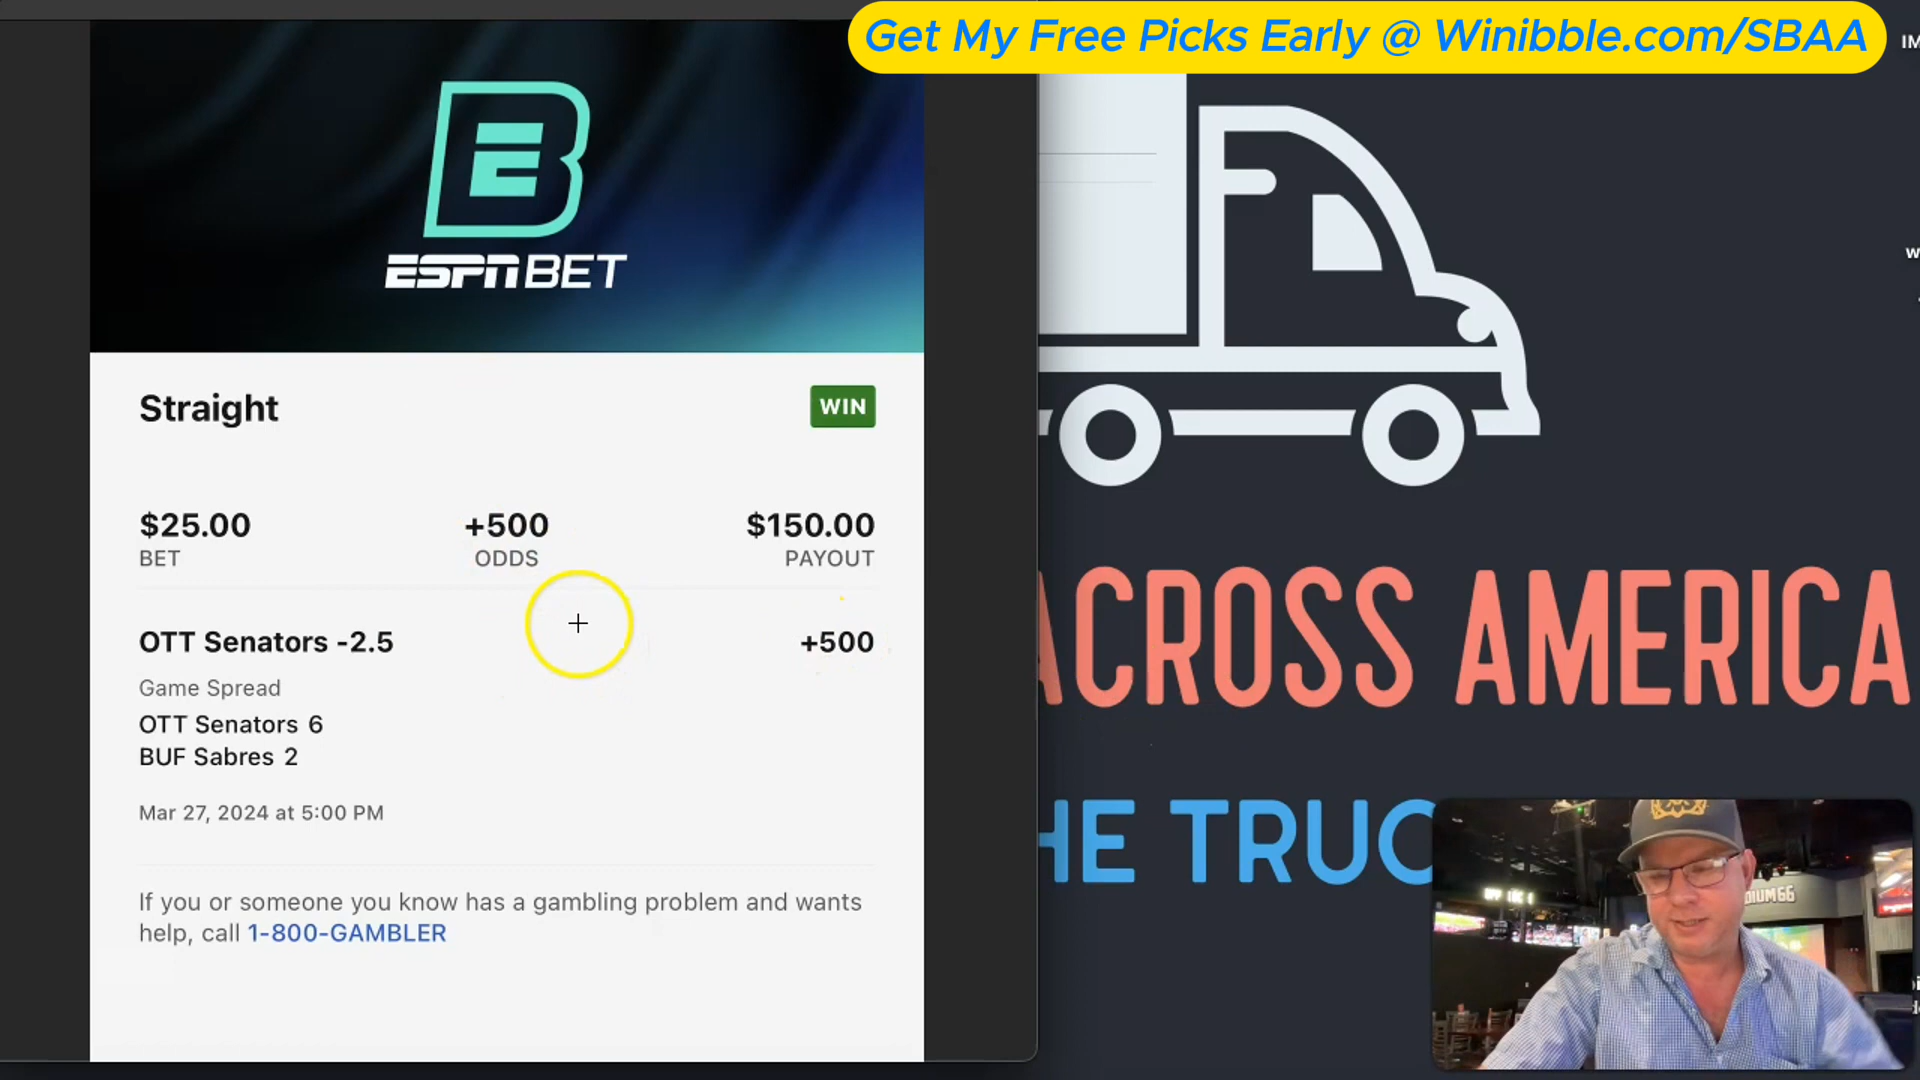 Get My Free Picks Early @ Winibble.com/SBAA
IM
ESPN BET
Straight
WIN
$25.00
+500
$150.00
BET
ODDS
PAYOUT
OTT Senators -2.5
+500
Game Spread
OTT Senators 6
BUF Sabres 2
Mar 27, 2024 at 5:00 PM
If you or someone you know has a gambling problem and wants
help, call 1-800-GAMBLER
ACROSS AMERICA
HE TRUC
DIUM66